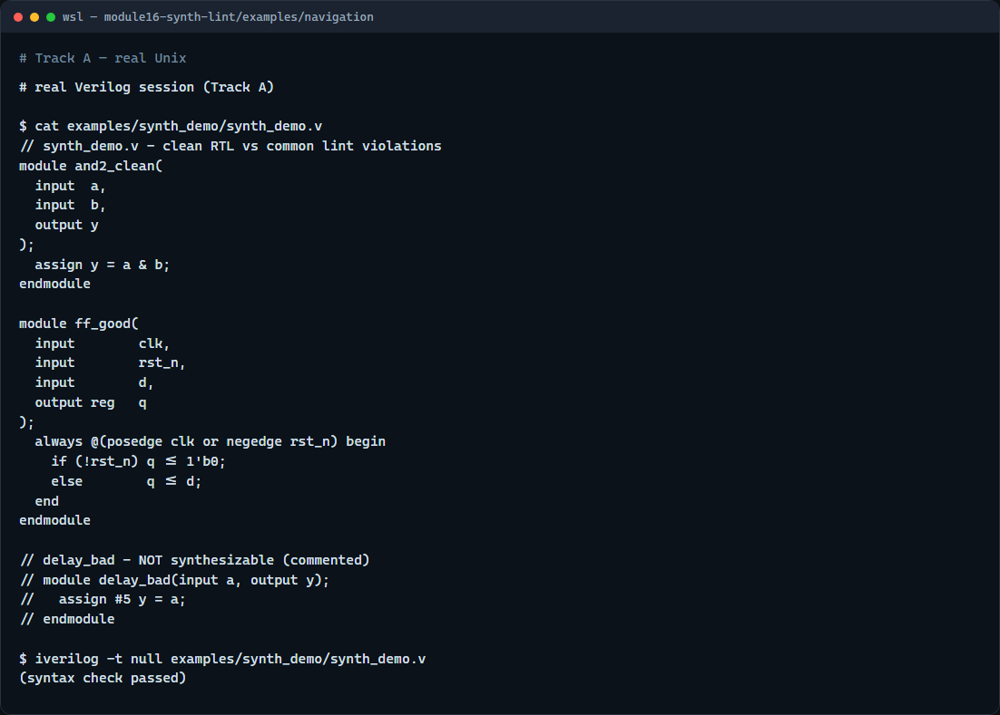 wsl — module16-synth-lint/examples/navigation
# Track A — real Unix
# real Verilog session (Track A)
$ cat examples/synth_demo/synth_demo.v
// synth_demo.v — clean RTL vs common lint violations
module and2_clean(
  input  a,
  input  b,
  output y
);
  assign y = a & b;
endmodule
module ff_good(
  input        clk,
  input        rst_n,
  input        d,
  output reg   q
);
  always @(posedge clk or negedge rst_n) begin
    if (!rst_n) q <= 1'b0;
    else        q <= d;
  end
endmodule
// delay_bad — NOT synthesizable (commented)
// module delay_bad(input a, output y);
//   assign #5 y = a;
// endmodule
$ iverilog -t null examples/synth_demo/synth_demo.v
(syntax check passed)